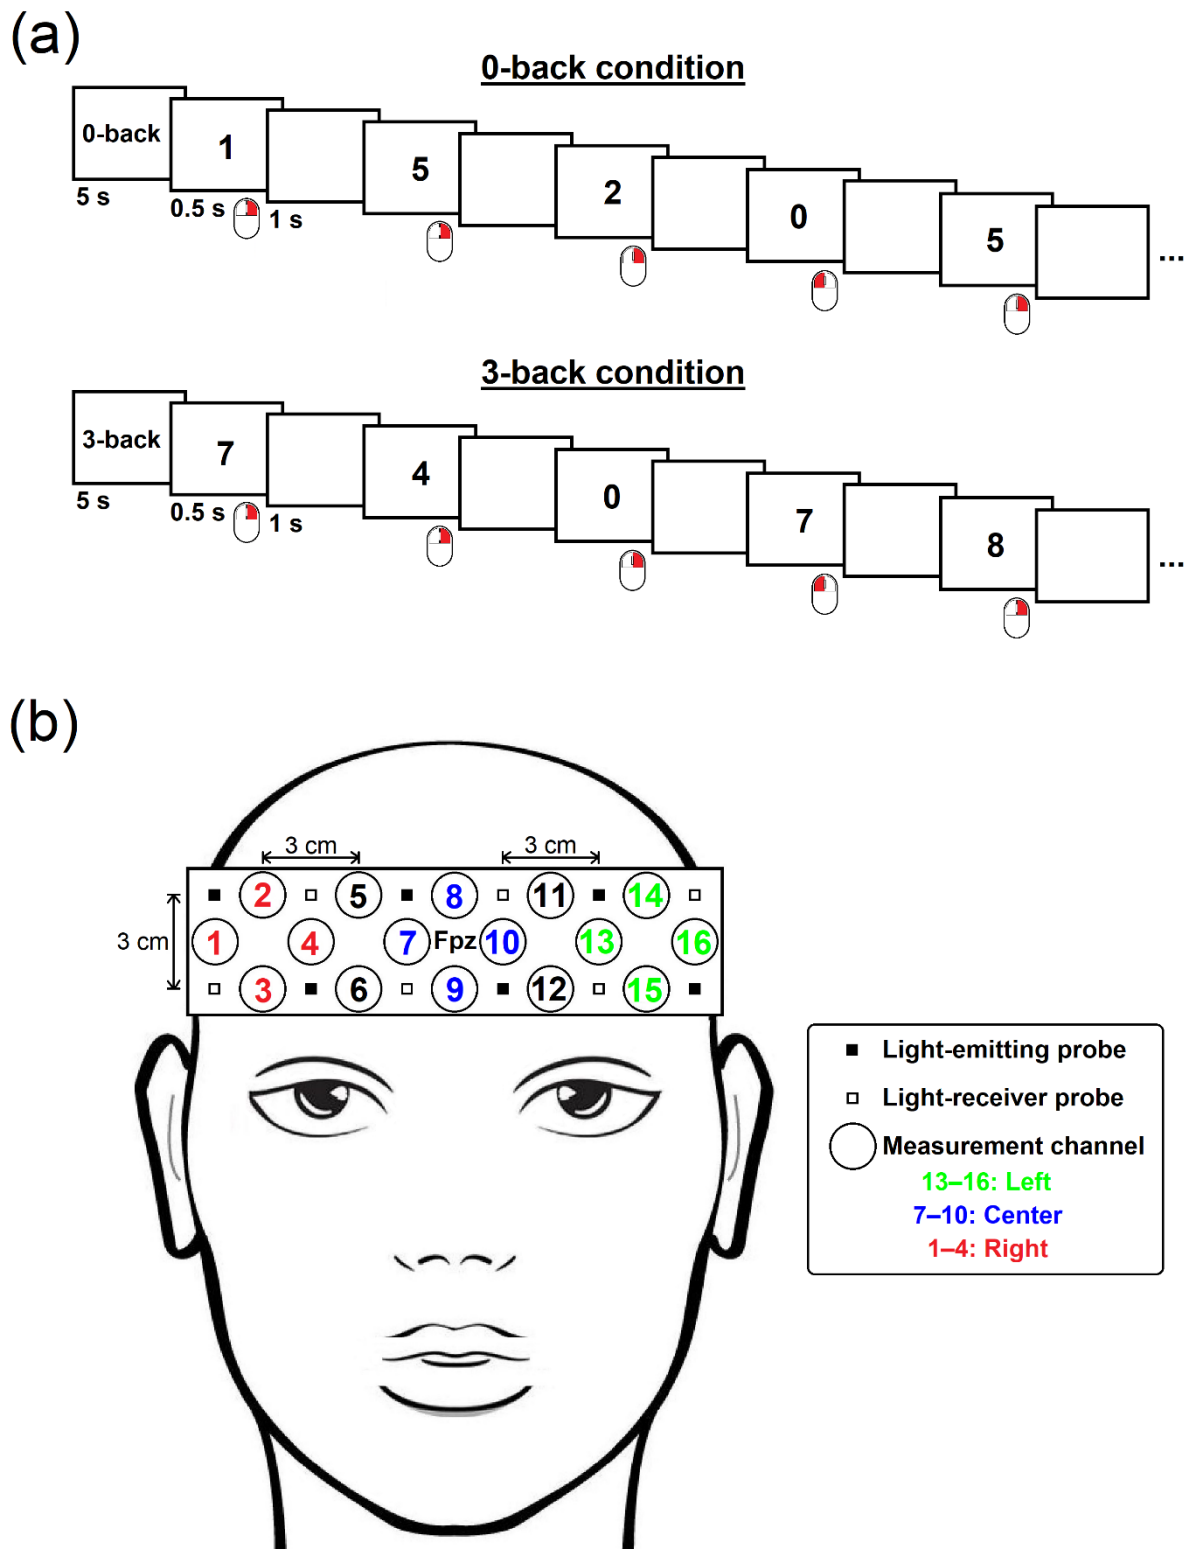 (a)
0-back condition
0-back
1
5
2
0
5
...
5 s
0.5 s
1 s
3-back condition
3-back
7
4
0
7
8
...
5 s
0.5 s
1 s
(b)
3 cm
3 cm
2
5
8
11
14
3 cm
1
4
7
Fpz
10
13
16
3
6
9
12
15
Light-emitting probe
Light-receiver probe
Measurement channel
13–16: Left
7–10: Center
1–4: Right